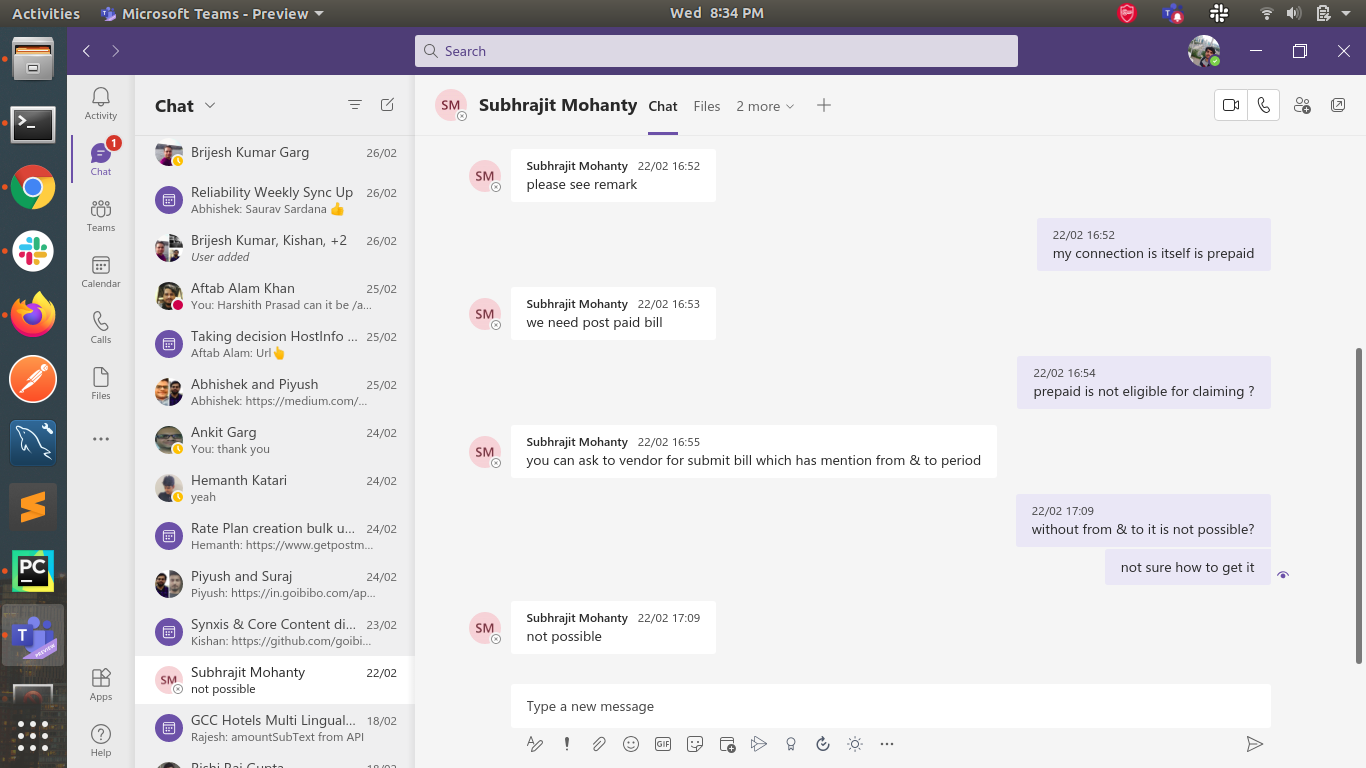 Activities
Microsoft Teams - Preview
Wed 8:34 PM
Search
Activity
Chat
1
Teams
Calendar
Calls
Files
Apps
Help
Chat
Brijesh Kumar Garg 26/02
Reliability Weekly Sync Up 26/02
Abhishek: Saurav Sardana 👍
Brijesh Kumar, Kishan, +2 26/02
User added
Aftab Alam Khan 25/02
You: Harshith Prasad can it be /a...
Taking decision HostInfo ... 25/02
Aftab Alam: Url👆
Abhishek and Piyush 25/02
Abhishek: https://medium.com/...
Ankit Garg 24/02
You: thank you
Hemanth Katari 24/02
yeah
Rate Plan creation bulk u... 24/02
Hemanth: https://www.getpostm...
Piyush and Suraj 24/02
Piyush: https://in.goibibo.com/ap...
Synxis & Core Content di... 23/02
Kishan: https://github.com/goibi...
SM
Subhrajit Mohanty 22/02
not possible
GCC Hotels Multi Lingual... 18/02
Rajesh: amountSubText from API
Rishi Raj Gupta 18/02
SM
Subhrajit Mohanty
Chat
Files
2 more
SM
Subhrajit Mohanty 22/02 16:52
please see remark
22/02 16:52
my connection is itself is prepaid
SM
Subhrajit Mohanty 22/02 16:53
we need post paid bill
22/02 16:54
prepaid is not eligible for claiming ?
SM
Subhrajit Mohanty 22/02 16:55
you can ask to vendor for submit bill which has mention from & to period
22/02 17:09
without from & to it is not possible?
not sure how to get it
SM
Subhrajit Mohanty 22/02 17:09
not possible
Type a new message
GIF
PC
T
PREVIEW